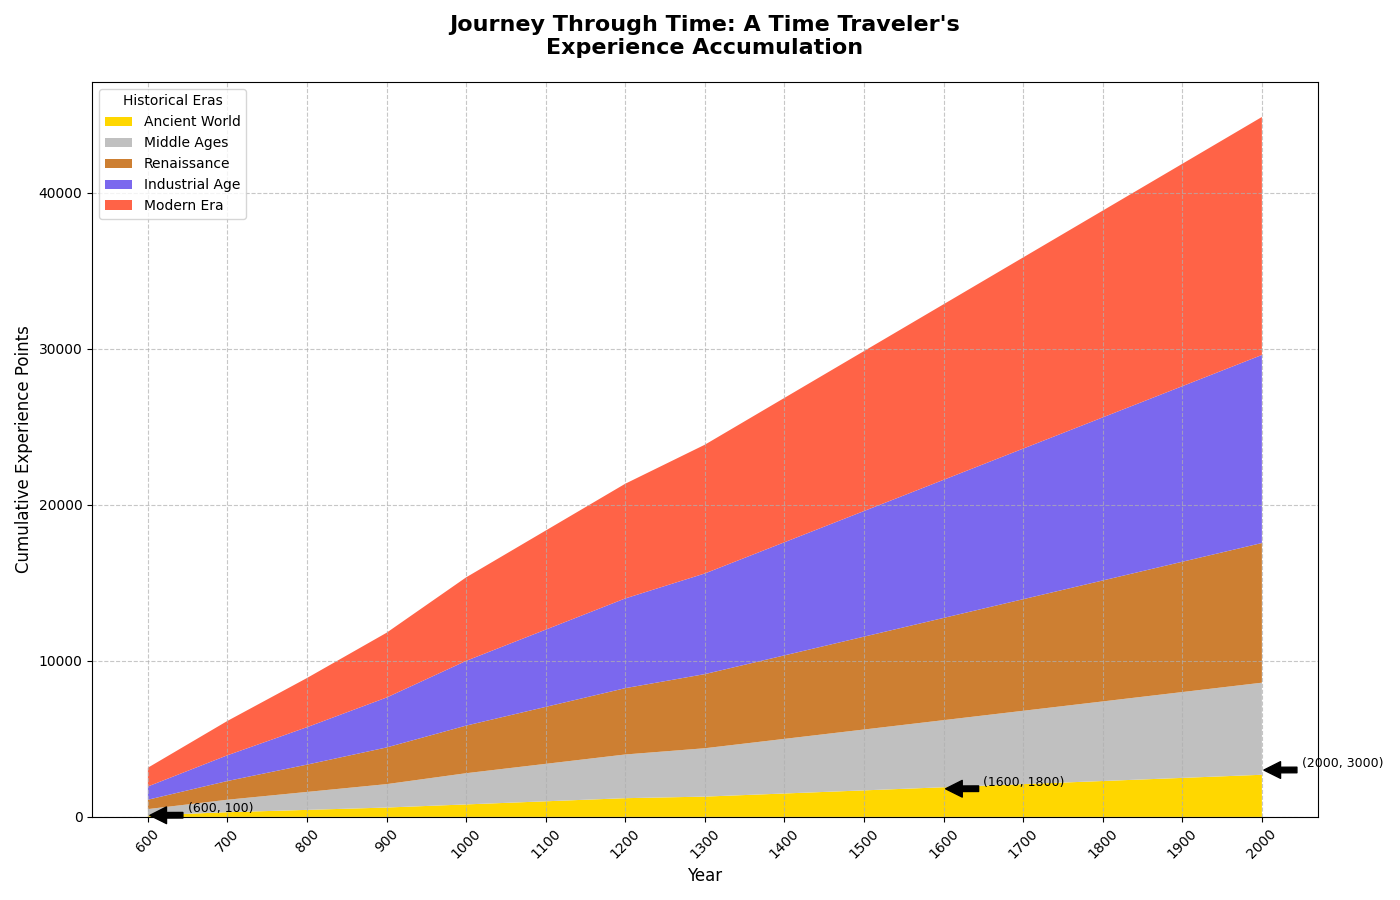 Journey Through Time: A Time Traveler's
Experience Accumulation
Historical Eras
Ancient World
Middle Ages
Renaissance
Industrial Age
Modern Era
Cumulative Experience Points
40000
30000
20000
10000
0
(600, 100)
(1600, 1800)
(2000, 3000)
600
700
800
900
1000
1100
1200
1300
1400
1500
1600
1700
1800
1900
2000
Year